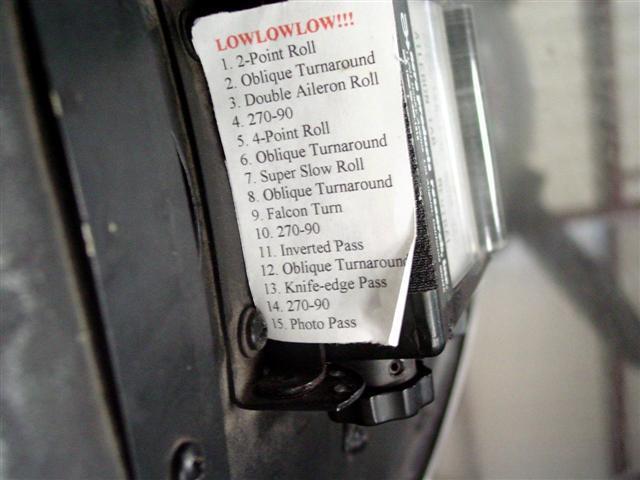 LOWLOWLOW!!!
1. 2-Point Roll
2. Oblique Turnaround
3. Double Aileron Roll
4. 270-90
5. 4-Point Roll
6. Oblique Turnaround
7. Super Slow Roll
8. Oblique Turnaround
9. Falcon Turn
10. 270-90
11. Inverted Pass
12. Oblique Turnaroun
13. Knife-edge Pass
14. 270-90
15. Photo Pass